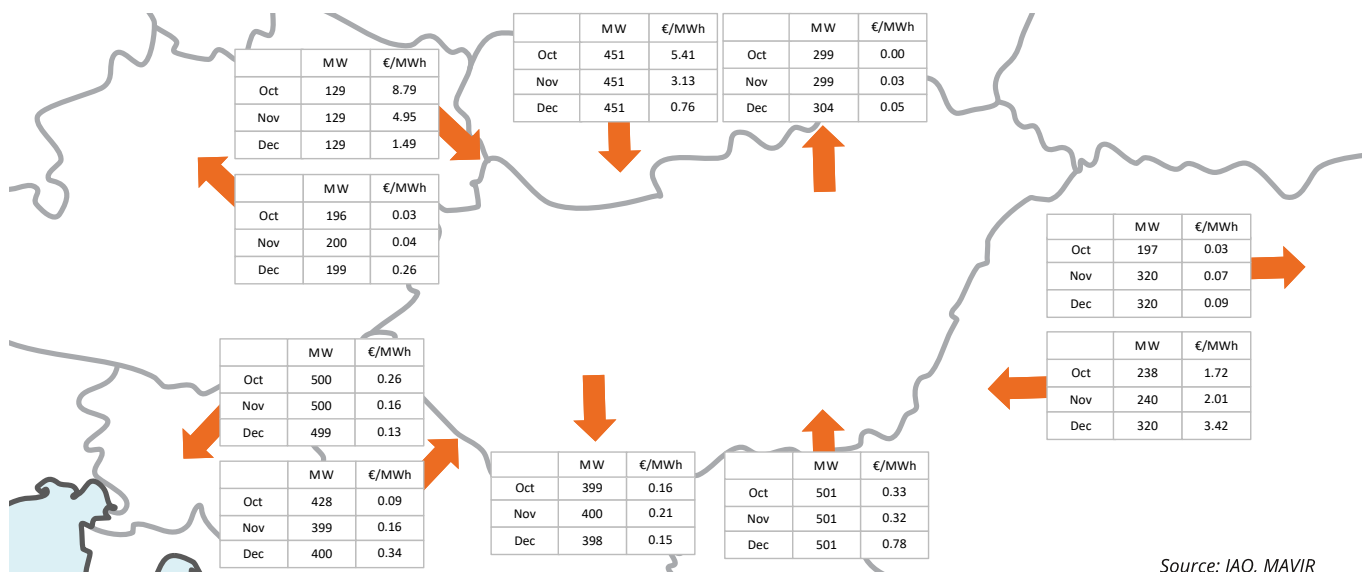 MW €/MWh
Oct 451 5.41
Nov 451 3.13
Dec 451 0.76
MW €/MWh
Oct 299 0.00
Nov 299 0.03
Dec 304 0.05
MW €/MWh
Oct 129 8.79
Nov 129 4.95
Dec 129 1.49
MW €/MWh
Oct 196 0.03
Nov 200 0.04
Dec 199 0.26
MW €/MWh
Oct 197 0.03
Nov 320 0.07
Dec 320 0.09
MW €/MWh
Oct 238 1.72
Nov 240 2.01
Dec 320 3.42
MW €/MWh
Oct 500 0.26
Nov 500 0.16
Dec 499 0.13
MW €/MWh
Oct 428 0.09
Nov 399 0.16
Dec 400 0.34
MW €/MWh
Oct 399 0.16
Nov 400 0.21
Dec 398 0.15
MW €/MWh
Oct 501 0.33
Nov 501 0.32
Dec 501 0.78
Source: JAO, MAVIR